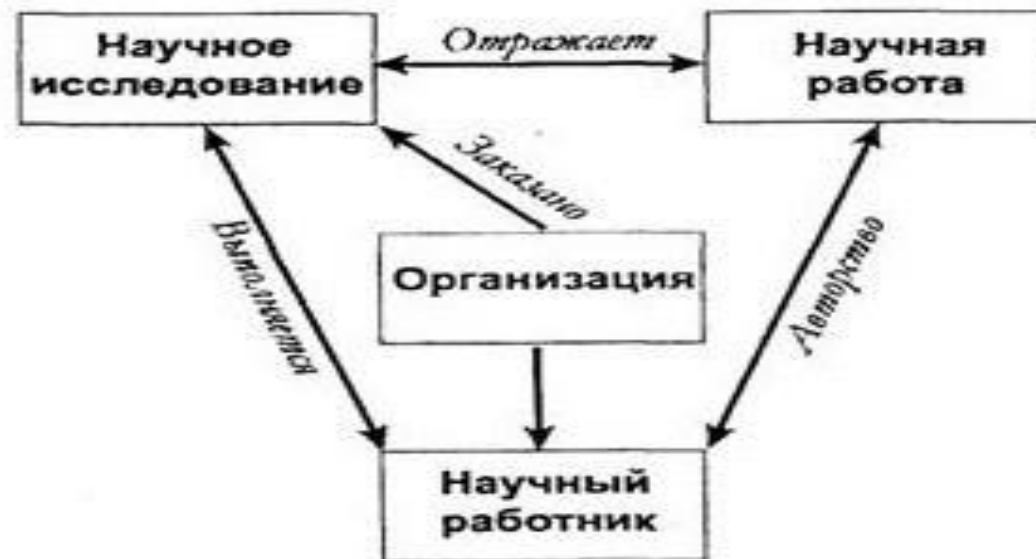 Научное
исследование
Отражает
Научная
работа
Заказано
Выполняется
Организация
Авторство
Научный
работник